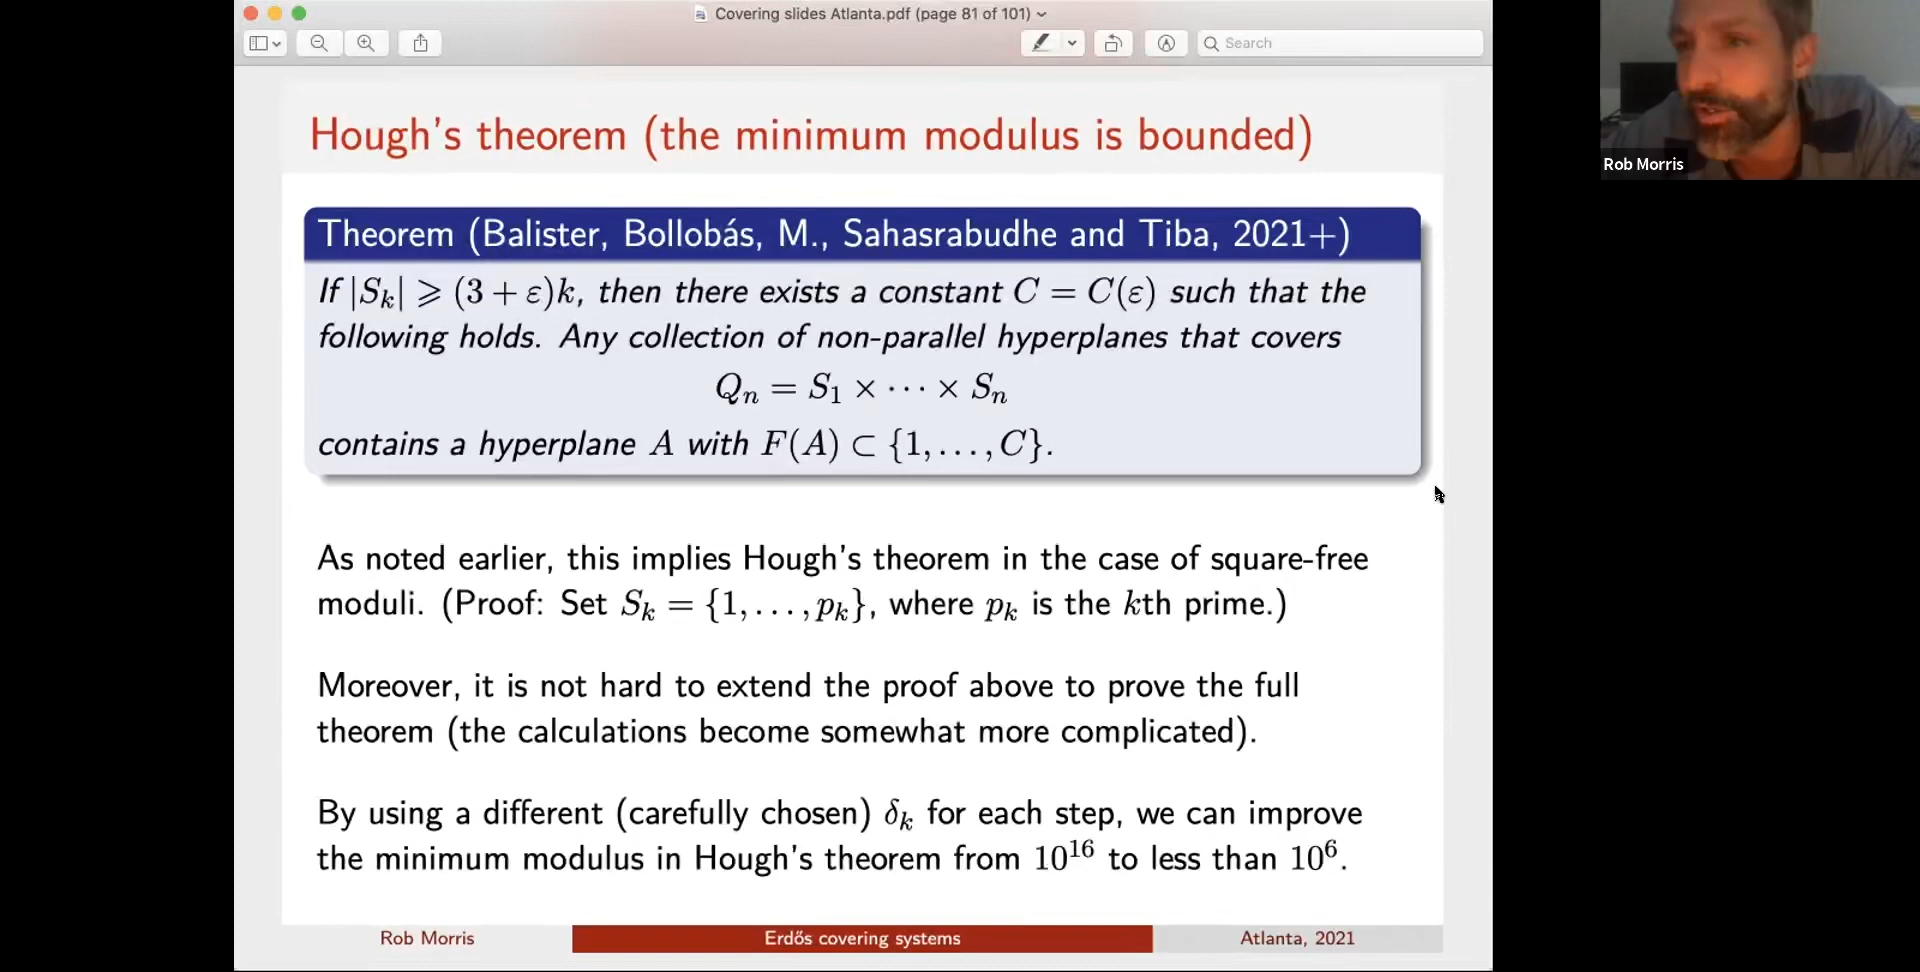 Covering slides Atlanta.pdf (page 81 of 101)
Search
Hough's theorem (the minimum modulus is bounded)
Theorem (Balister, Bollobás, M., Sahasrabudhe and Tiba, 2021+)
If |S_k| ⩾ (3 + ε)k, then there exists a constant C = C(ε) such that the
following holds. Any collection of non-parallel hyperplanes that covers
Q_n = S_1 × ⋯ × S_n
contains a hyperplane A with F(A) ⊂ {1, . . . , C}.
As noted earlier, this implies Hough's theorem in the case of square-free
moduli. (Proof: Set S_k = {1, . . . , p_k}, where p_k is the kth prime.)
Moreover, it is not hard to extend the proof above to prove the full
theorem (the calculations become somewhat more complicated).
By using a different (carefully chosen) δ_k for each step, we can improve
the minimum modulus in Hough's theorem from 10^16 to less than 10^6.
Rob Morris
Erdős covering systems
Atlanta, 2021
Rob Morris